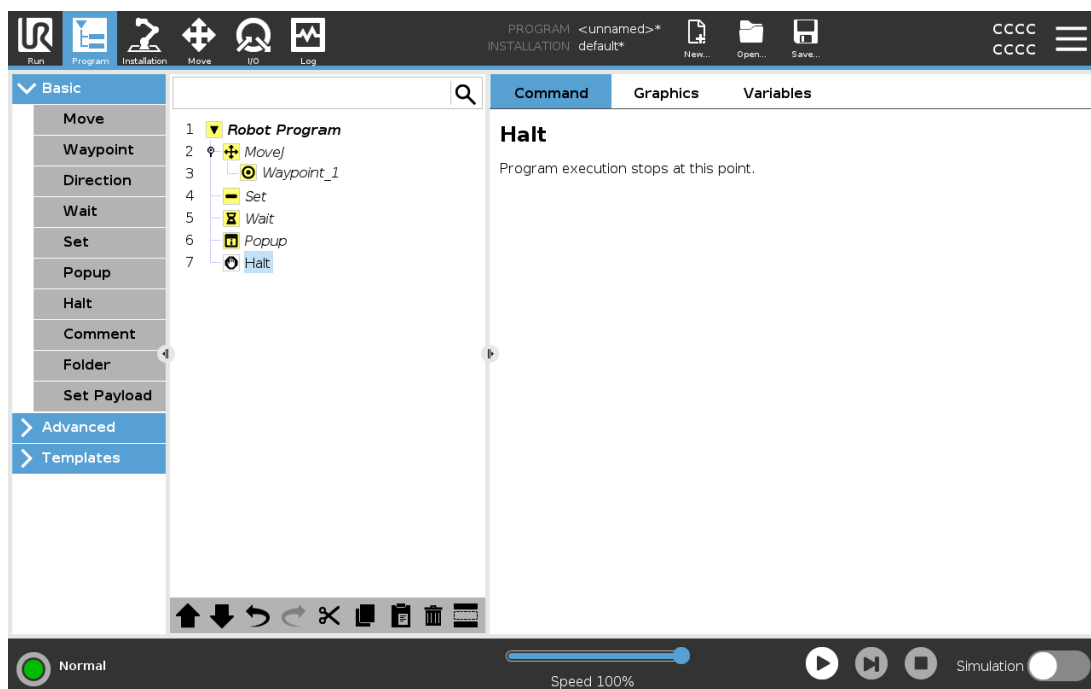 PROGRAM <unnamed>*
INSTALLATION default*
CCCC
CCCC
UR
Run
Program
Installation
Move
I/O
Log
New...
Open...
Save...
Basic
Move
Waypoint
Direction
Wait
Set
Popup
Halt
Comment
Folder
Set Payload
Advanced
Templates
1 Robot Program
2 MoveJ
3 Waypoint_1
4 Set
5 Wait
6 Popup
7 Halt
Command Graphics Variables
Halt
Program execution stops at this point.
Normal
Speed 100%
Simulation